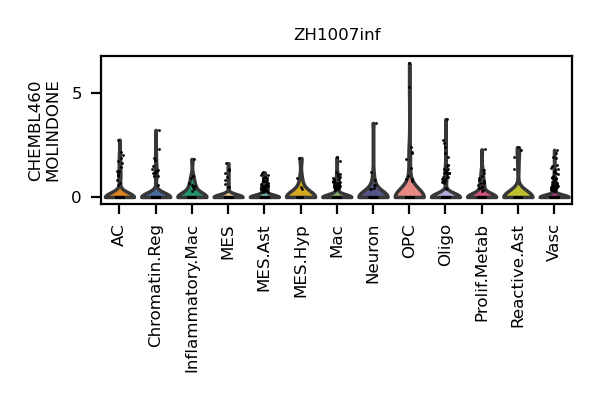 ZH1007inf
CHEMBL460
MOLINDONE
5
0
AC
Chromatin.Reg
Inflammatory.Mac
MES
MES.Ast
MES.Hyp
Mac
Neuron
OPC
Oligo
Prolif.Metab
Reactive.Ast
Vasc